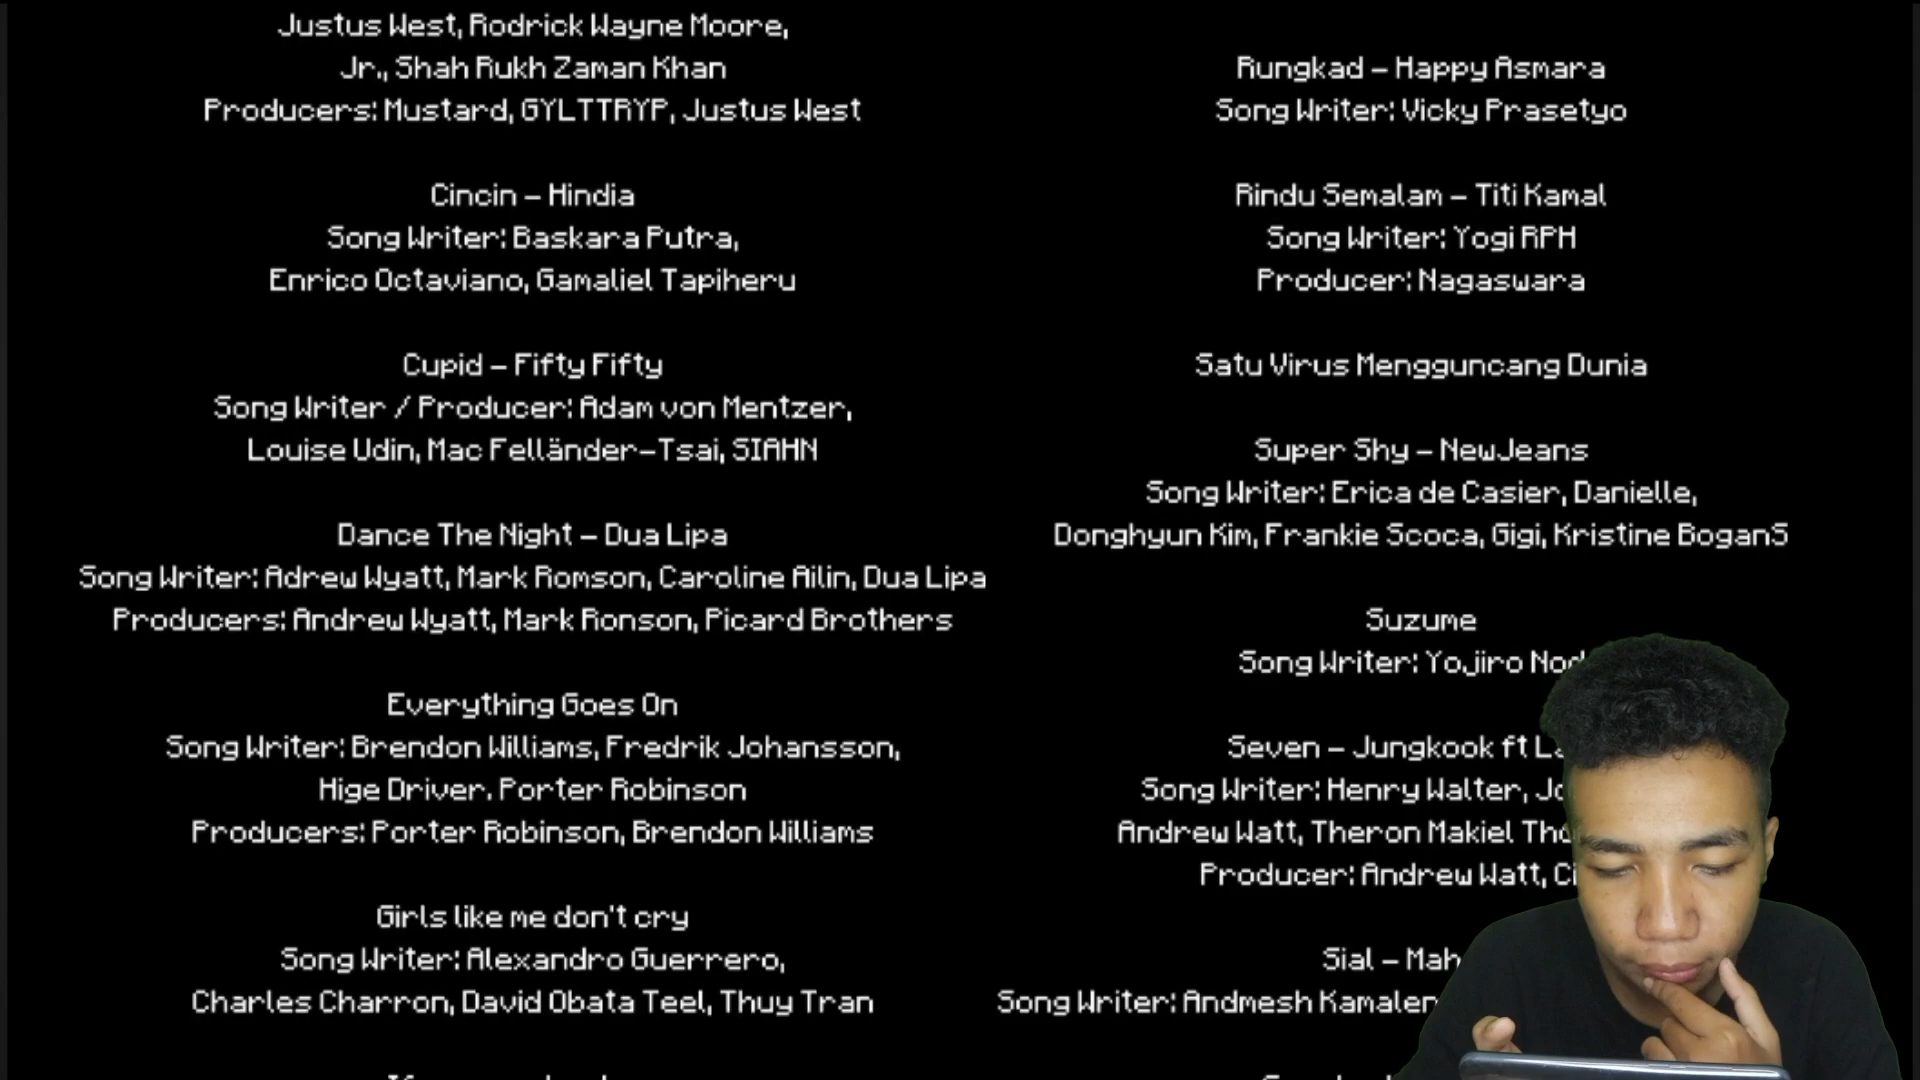 Justus West, Rodrick Wayne Moore,
Jr., Shah Rukh Zaman Khan
Producers: Mustard, GYLTTRYP, Justus West
Cincin – Hindia
Song Writer: Baskara Putra,
Enrico Octaviano, Gamaliel Tapiheru
Cupid – Fifty Fifty
Song Writer / Producer: Adam von Mentzer,
Louise Udin, Mac Felländer–Tsai, SIAHN
Dance The Night – Dua Lipa
Song Writer: Adrew Wyatt, Mark Romson, Caroline Ailin, Dua Lipa
Producers: Andrew Wyatt, Mark Ronson, Picard Brothers
Everything Goes On
Song Writer: Brendon Williams, Fredrik Johansson,
Hige Driver. Porter Robinson
Producers: Porter Robinson, Brendon Williams
Girls like me don't cry
Song Writer: Alexandro Guerrero,
Charles Charron, David Obata Teel, Thuy Tran
Rungkad – Happy Asmara
Song Writer: Vicky Prasetyo
Rindu Semalam – Titi Kamal
Song Writer: Yogi RPH
Producer: Nagaswara
Satu Virus Mengguncang Dunia
Super Shy – NewJeans
Song Writer: Erica de Casier, Danielle,
Donghyun Kim, Frankie Scoca, Gigi, Kristine BoganS
Suzume
Song Writer: Yojiro
Seven – Jungkook ft
Song Writer: Henry Walter,
Andrew Watt, Theron Makiel
Producer: Andrew Watt,
Sial –
Song Writer: Andmesh